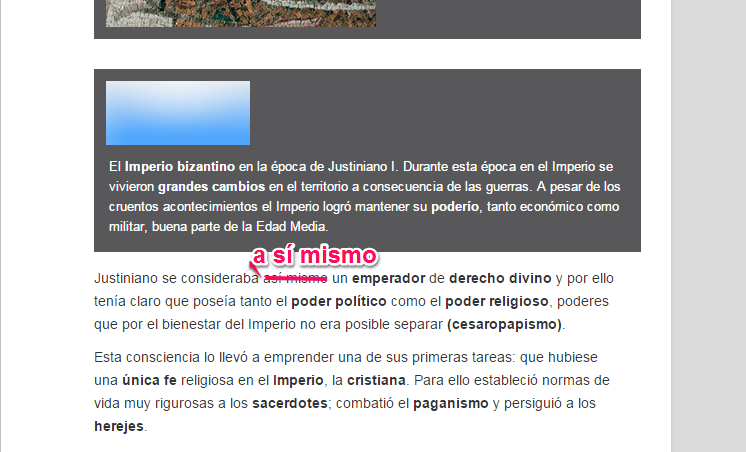 El Imperio bizantino en la época de Justiniano I. Durante esta época en el Imperio se
vivieron grandes cambios en el territorio a consecuencia de las guerras. A pesar de los
cruentos acontecimientos el Imperio logró mantener su poderío, tanto económico como
militar, buena parte de la Edad Media.
a sí mismo
Justiniano se consideraba así mismo un emperador de derecho divino y por ello
tenía claro que poseía tanto el poder político como el poder religioso, poderes
que por el bienestar del Imperio no era posible separar (cesaropapismo).
Esta consciencia lo llevó a emprender una de sus primeras tareas: que hubiese
una única fe religiosa en el Imperio, la cristiana. Para ello estableció normas de
vida muy rigurosas a los sacerdotes; combatió el paganismo y persiguió a los
herejes.